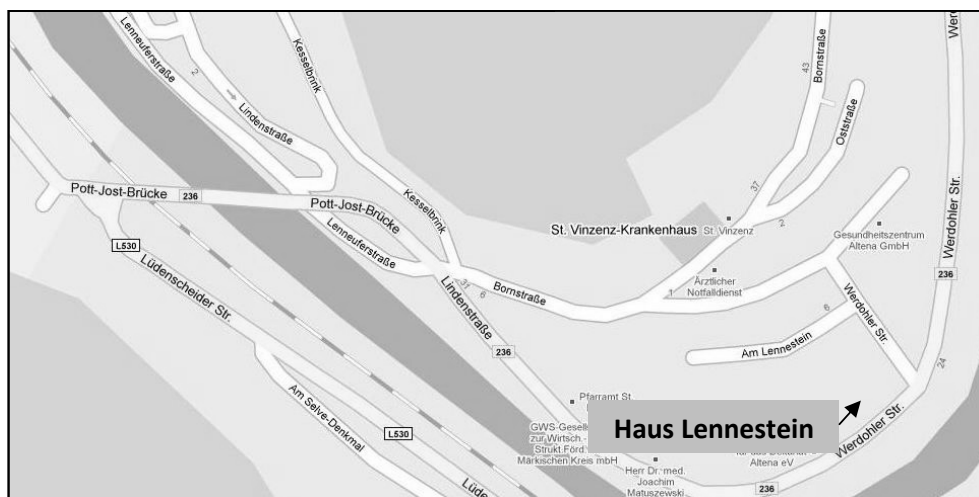 Lenneuferstraße
2
Lindenstraße
Kesselbrink
43
Bornstraße
Oststraße
Werdohler Str.
Pott-Jost-Brücke
236
Pott-Jost-Brücke
Kesselbrink
37
2
St. Vinzenz-Krankenhaus
St. Vinzenz
Gesundheitszentrum
Altena GmbH
L530
Lenneuferstraße
Lüdenscheider Str.
Ärztlicher
Notfalldienst
236
31
6
Bornstraße
1
Lindenstraße
6
Werdohler Str.
236
Am Lennestein
24
Am Selve-Denkmal
Pfarramt St.
GWS-Gesell
zur Wirtsch.-
Strukt.Förd.
Märkischen Kreis mbH
Haus Lennestein
Werdohler Str.
L530
Altena eV
Herr Dr. med.
Joachim
Matuszewski
236